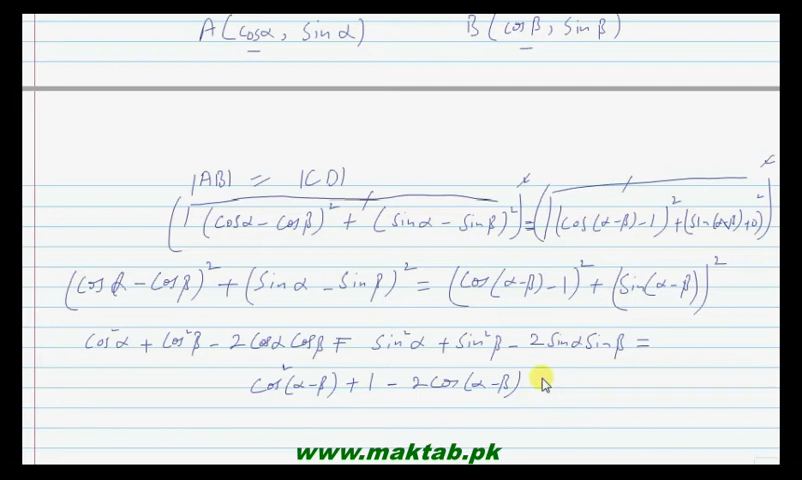 A(cosα, sinα) B(cosβ, sinβ)
|AB| = |CD|
(√(cosα - cosβ)² + (sinα - sinβ)²)² = (√(cos(α-β)-1)² + (sin(α-β)+0)²)²
(cosα - cosβ)² + (sinα - sinβ)² = (cos(α-β)-1)² + (sin(α-β))²
cos²α + cos²β - 2cosα cosβ + sin²α + sin²β - 2 sinα sinβ =
cos²(α-β) + 1 - 2cos(α-β)
www.maktab.pk